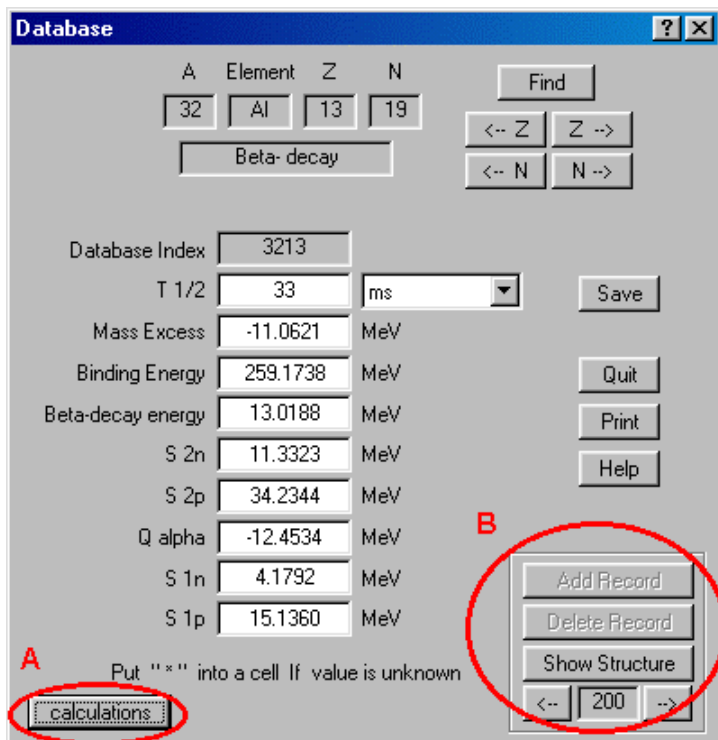 Database
A Element Z N
32 Al 13 19
Find
<-- Z Z -->
Beta- decay
<-- N N -->
Database Index 3213
T 1/2 33 ms
Save
Mass Excess -11.0621 MeV
Binding Energy 259.1738 MeV
Quit
Beta-decay energy 13.0188 MeV
Print
S 2n 11.3323 MeV
Help
S 2p 34.2344 MeV
Q alpha -12.4534 MeV
B
S 1n 4.1792 MeV
Add Record
S 1p 15.1360 MeV
Delete Record
A
Put "*" into a cell If value is unknown
Show Structure
calculations
<-- 200 -->